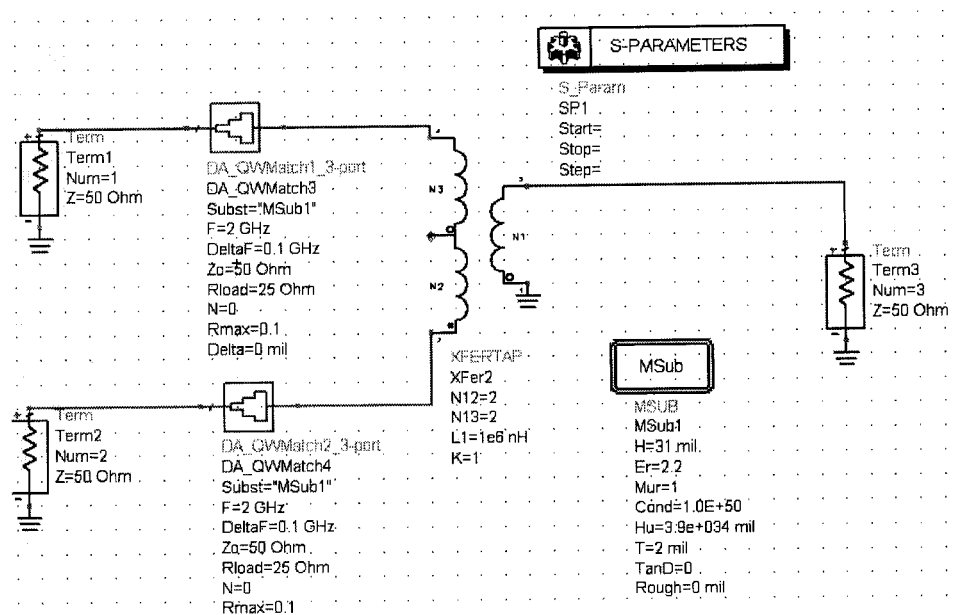 S-PARAMETERS
S_Param
SP1
Start=
Stop=
Step=
Term
Term1
Num=1
Z=50 Ohm
DA_QWMatch1_3-port
DA_QWMatch3
Subst="MSub1"
F=2 GHz
DeltaF=0.1 GHz
Zo=50 Ohm
Rload=25 Ohm
N=0
Rmax=0.1
Delta=0 mil
N3
N2
N1
XFERTAP
XFer2
N12=2
N13=2
L1=1e6 nH
K=1
Term
Term3
Num=3
Z=50 Ohm
MSub
MSUB
MSub1
H=31 mil
Er=2.2
Mur=1
Cond=1.0E+50
Hu=3.9e+034 mil
T=2 mil
TanD=0
Rough=0 mil
Term
Term2
Num=2
Z=50 Ohm
DA_QWMatch2_3-port
DA_QWMatch4
Subst="MSub1"
F=2 GHz
DeltaF=0.1 GHz
Zo=50 Ohm
Rload=25 Ohm
N=0
Rmax=0.1